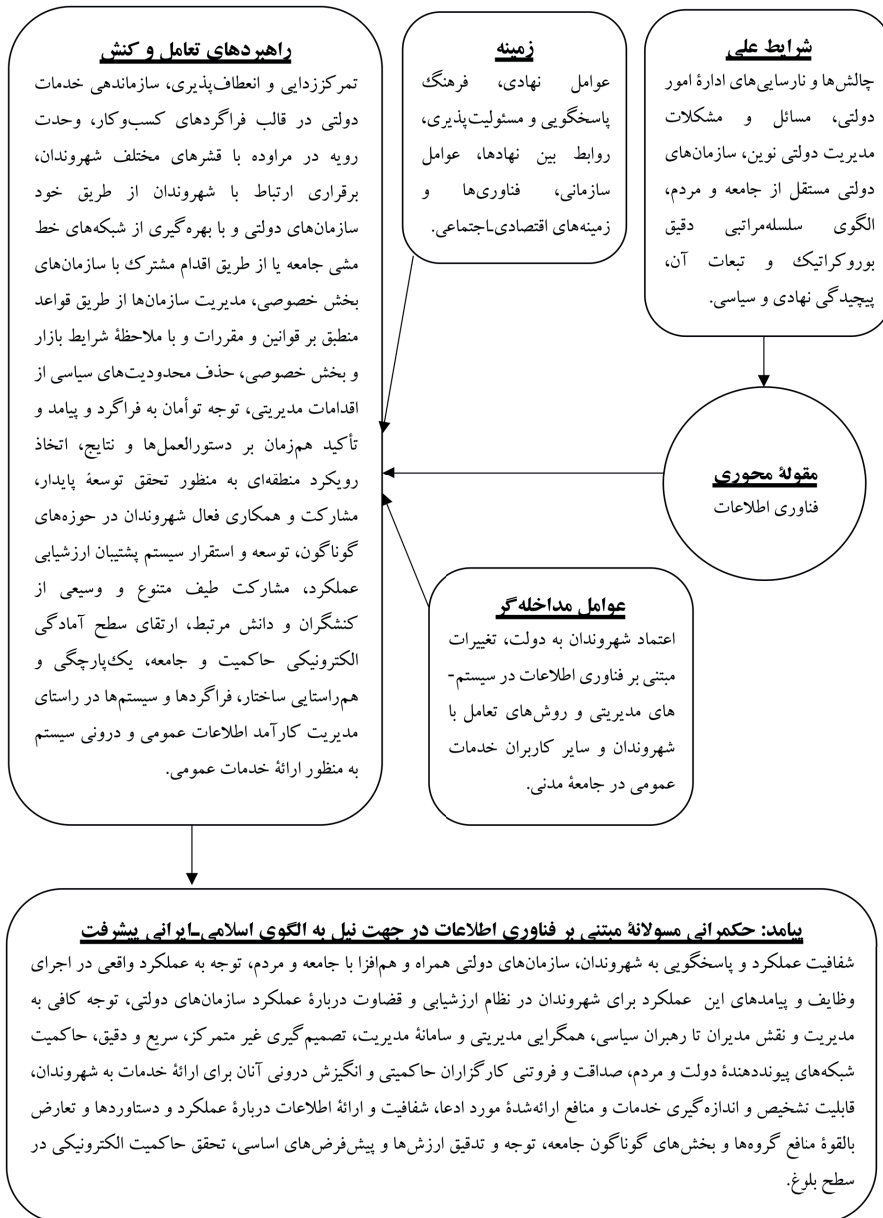 شرایط علی
چالش‌ها و نارسایی‌های ادارۀ امور
دولتی، مسائل و مشکلات
مدیریت دولتی نوین، سازمان‌های
دولتی مستقل از جامعه و مردم،
الگوی سلسله‌مراتبی دقیق
بوروکراتیک و تبعات آن،
پیچیدگی نهادی و سیاسی.
زمینه
عوامل نهادی، فرهنگ
پاسخگویی و مسئولیت‌پذیری،
روابط بین نهادها، عوامل
سازمانی، فناوری‌ها و
زمینه‌های اقتصادی‌ـاجتماعی.
راهبردهای تعامل و کنش
تمرکززدایی و انعطاف‌پذیری، سازماندهی خدمات
دولتی در قالب فراگردهای کسب‌وکار، وحدت
رویه در مراوده با قشرهای مختلف شهروندان،
برقراری ارتباط با شهروندان از طریق خود
سازمان‌های دولتی و با بهره‌گیری از شبکه‌های خط
مشی جامعه یا از طریق اقدام مشترک با سازمان‌های
بخش خصوصی، مدیریت سازمان‌ها از طریق قواعد
منطبق بر قوانین و مقررات و با ملاحظۀ شرایط بازار
و بخش خصوصی، حذف محدودیت‌های سیاسی از
اقدامات مدیریتی، توجه توأمان به فراگرد و پیامد و
تأکید هم‌زمان بر دستورالعمل‌ها و نتایج، اتخاذ
رویکرد منطقه‌ای به منظور تحقق توسعۀ پایدار،
مشارکت و همکاری فعال شهروندان در حوزه‌های
گوناگون، توسعه و استقرار سیستم پشتیبان ارزشیابی
عملکرد، مشارکت طیف متنوع و وسیعی از
کنشگران و دانش مرتبط، ارتقای سطح آمادگی
الکترونیکی حاکمیت و جامعه، یک‌پارچگی و
هم‌راستایی ساختار، فراگردها و سیستم‌ها در راستای
مدیریت کارآمد اطلاعات عمومی و درونی سیستم
به منظور ارائۀ خدمات عمومی.
مقولۀ محوری
فناوری اطلاعات
عوامل مداخله‌گر
اعتماد شهروندان به دولت، تغییرات
مبتنی بر فناوری اطلاعات در سیستم-
های مدیریتی و روش‌های تعامل با
شهروندان و سایر کاربران خدمات
عمومی در جامعۀ مدنی.
پیامد: حکمرانی مسولانۀ مبتنی بر فناوری اطلاعات در جهت نیل به الگوی اسلامی‌ـایرانی پیشرفت
شفافیت عملکرد و پاسخگویی به شهروندان، سازمان‌های دولتی همراه و هم‌افزا با جامعه و مردم، توجه به عملکرد واقعی در اجرای
وظایف و پیامدهای این عملکرد برای شهروندان در نظام ارزشیابی و قضاوت دربارۀ عملکرد سازمان‌های دولتی، توجه کافی به
مدیریت و نقش مدیران تا رهبران سیاسی، همگرایی مدیریتی و سامانۀ مدیریت، تصمیم‌گیری غیر متمرکز، سریع و دقیق، حاکمیت
شبکه‌های پیونددهندۀ دولت و مردم، صداقت و فروتنی کارگزاران حاکمیتی و انگیزش درونی آنان برای ارائۀ خدمات به شهروندان،
قابلیت تشخیص و اندازه‌گیری خدمات و منافع ارائه‌شدۀ مورد ادعا، شفافیت و ارائۀ اطلاعات دربارۀ عملکرد و دستاوردها و تعارض
بالقوۀ منافع گروه‌ها و بخش‌های گوناگون جامعه، توجه و تدقیق ارزش‌ها و پیش‌فرض‌های اساسی، تحقق حاکمیت الکترونیکی در
سطح بلوغ.